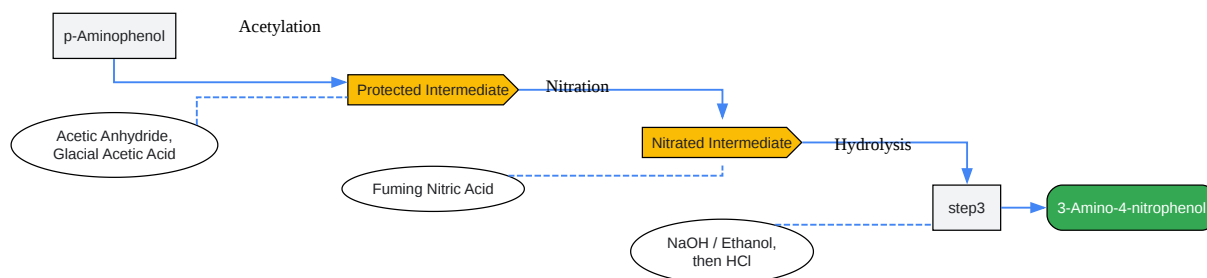 p-Aminophenol
Acetylation
Protected Intermediate
Nitration
Acetic Anhydride,
Glacial Acetic Acid
Nitrated Intermediate
Hydrolysis
Fuming Nitric Acid
step3
3-Amino-4-nitrophenol
NaOH / Ethanol,
then HCl